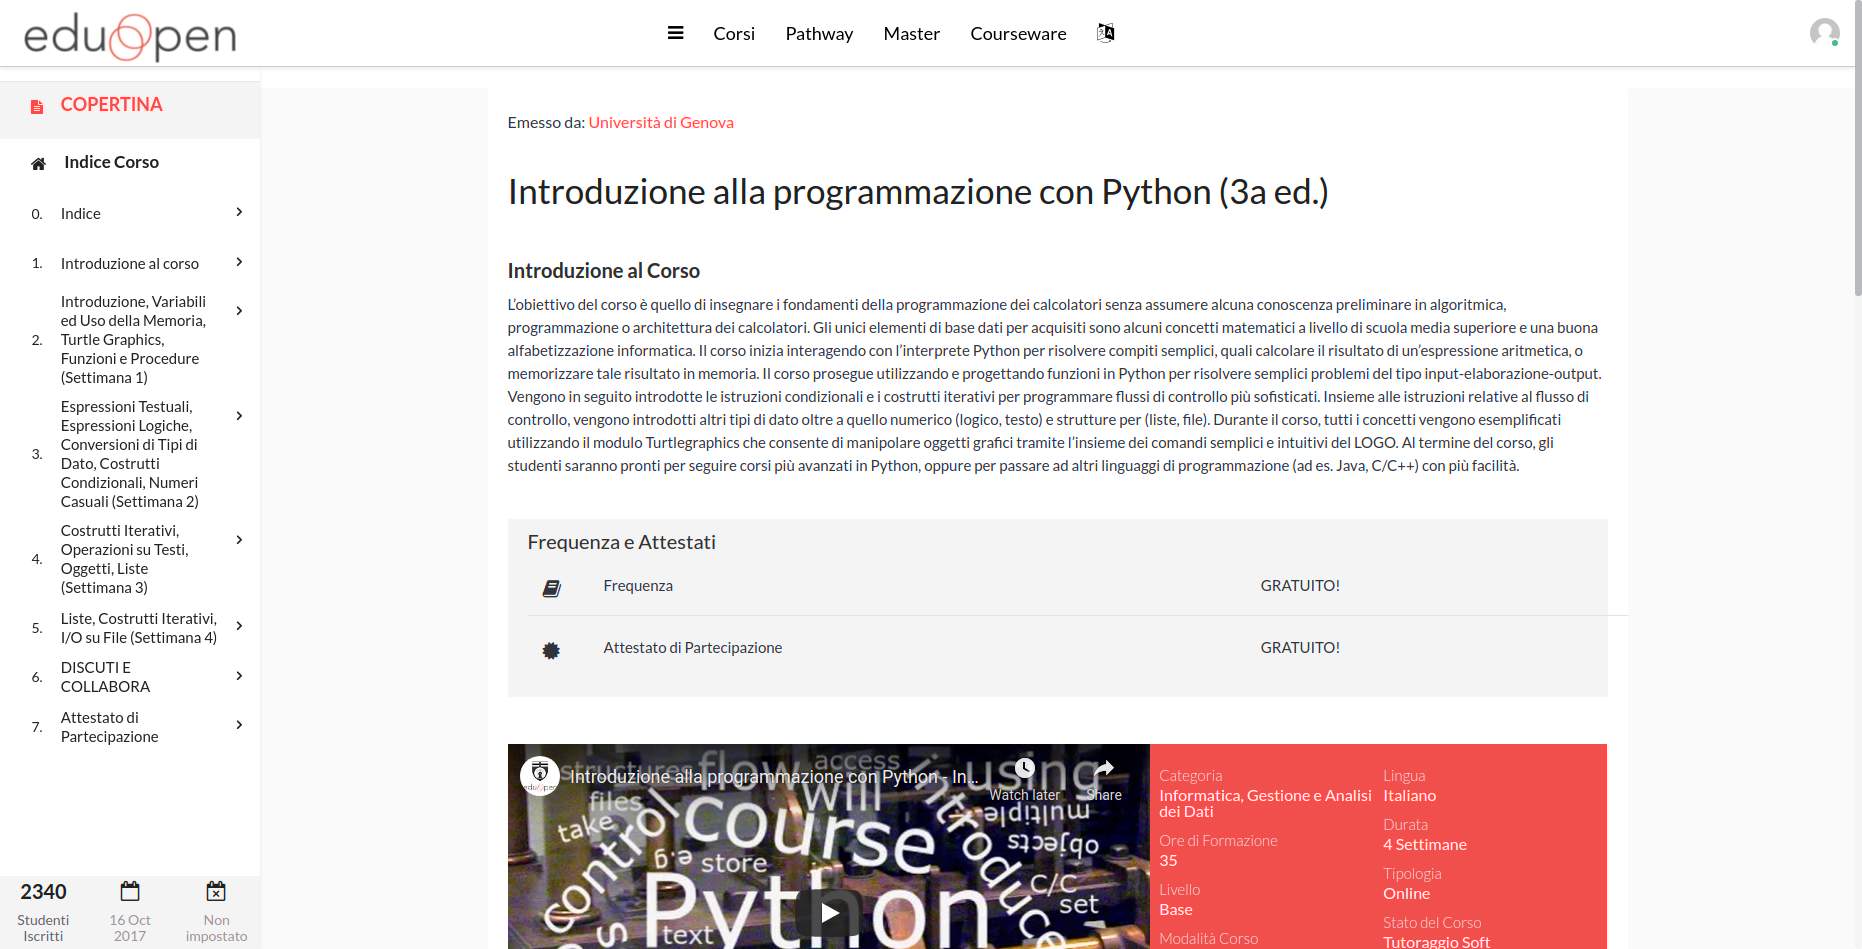 eduopen
Corsi Pathway Master Courseware
COPERTINA
Indice Corso
0. Indice
1. Introduzione al corso
2. Introduzione, Variabili
ed Uso della Memoria,
Turtle Graphics,
Funzioni e Procedure
(Settimana 1)
3. Espressioni Testuali,
Espressioni Logiche,
Conversioni di Tipi di
Dato, Costrutti
Condizionali, Numeri
Casuali (Settimana 2)
4. Costrutti Iterativi,
Operazioni su Testi,
Oggetti, Liste
(Settimana 3)
5. Liste, Costrutti Iterativi,
I/O su File (Settimana 4)
6. DISCUTI E
COLLABORA
7. Attestato di
Partecipazione
2340
Studenti
Iscritti
16 Oct
2017
Non
impostato
Emesso da: Università di Genova
Introduzione alla programmazione con Python (3a ed.)
Introduzione al Corso
L'obiettivo del corso è quello di insegnare i fondamenti della programmazione dei calcolatori senza assumere alcuna conoscenza preliminare in algoritmica,
programmazione o architettura dei calcolatori. Gli unici elementi di base dati per acquisiti sono alcuni concetti matematici a livello di scuola media superiore e una buona
alfabetizzazione informatica. Il corso inizia interagendo con l'interprete Python per risolvere compiti semplici, quali calcolare il risultato di un'espressione aritmetica, o
memorizzare tale risultato in memoria. Il corso prosegue utilizzando e progettando funzioni in Python per risolvere semplici problemi del tipo input-elaborazione-output.
Vengono in seguito introdotte le istruzioni condizionali e i costrutti iterativi per programmare flussi di controllo più sofisticati. Insieme alle istruzioni relative al flusso di
controllo, vengono introdotti altri tipi di dato oltre a quello numerico (logico, testo) e strutture per (liste, file). Durante il corso, tutti i concetti vengono esemplificati
utilizzando il modulo Turtlegraphics che consente di manipolare oggetti grafici tramite l'insieme dei comandi semplici e intuitivi del LOGO. Al termine del corso, gli
studenti saranno pronti per seguire corsi più avanzati in Python, oppure per passare ad altri linguaggi di programmazione (ad es. Java, C/C++) con più facilità.
Frequenza e Attestati
Frequenza GRATUITO!
Attestato di Partecipazione GRATUITO!
Introduzione alla programmazione con Python - In...
Watch later
Share
structures
flow
access
will
using
files
take
control
course
introduce
multiple
objects
e.g.
store
C/C++
set
Python
text
Categoria
Informatica, Gestione e Analisi
dei Dati
Ore di Formazione
35
Livello
Base
Modalità Corso
Lingua
Italiano
Durata
4 Settimane
Tipologia
Online
Stato del Corso
Tutoraggio Soft